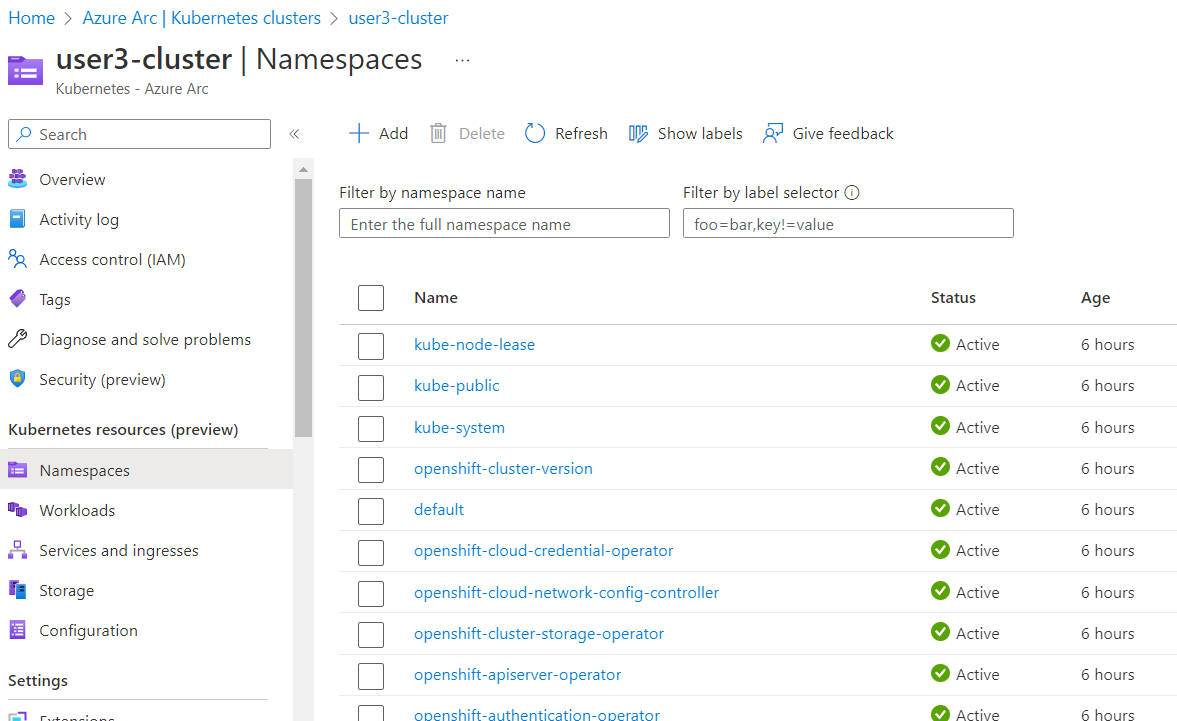 Home > Azure Arc | Kubernetes clusters > user3-cluster
user3-cluster | Namespaces ...
Kubernetes - Azure Arc
Search «
Overview
Activity log
Access control (IAM)
Tags
Diagnose and solve problems
Security (preview)
Kubernetes resources (preview)
Namespaces
Workloads
Services and ingresses
Storage
Configuration
Settings
Extensions
Add Delete Refresh Show labels Give feedback
Filter by namespace name Filter by label selector
Enter the full namespace name foo=bar,key!=value
Name Status Age
kube-node-lease Active 6 hours
kube-public Active 6 hours
kube-system Active 6 hours
openshift-cluster-version Active 6 hours
default Active 6 hours
openshift-cloud-credential-operator Active 6 hours
openshift-cloud-network-config-controller Active 6 hours
openshift-cluster-storage-operator Active 6 hours
openshift-apiserver-operator Active 6 hours
openshift-authentication-operator Active 6 hours